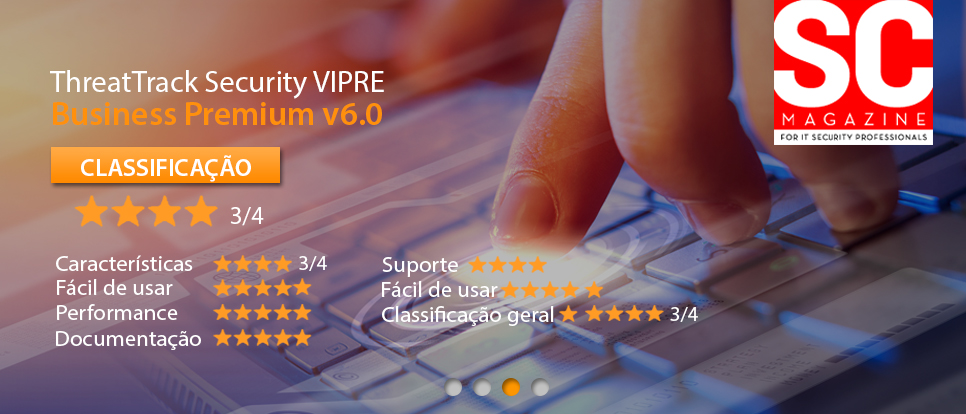 ThreatTrack Security VIPRE
Business Premium v6.0
CLASSIFICAÇÃO
3/4
Características 3/4
Fácil de usar
Performance
Documentação
Suporte
Fácil de usar
Classificação geral 3/4
SC
MAGAZINE
FOR IT SECURITY PROFESSIONALS